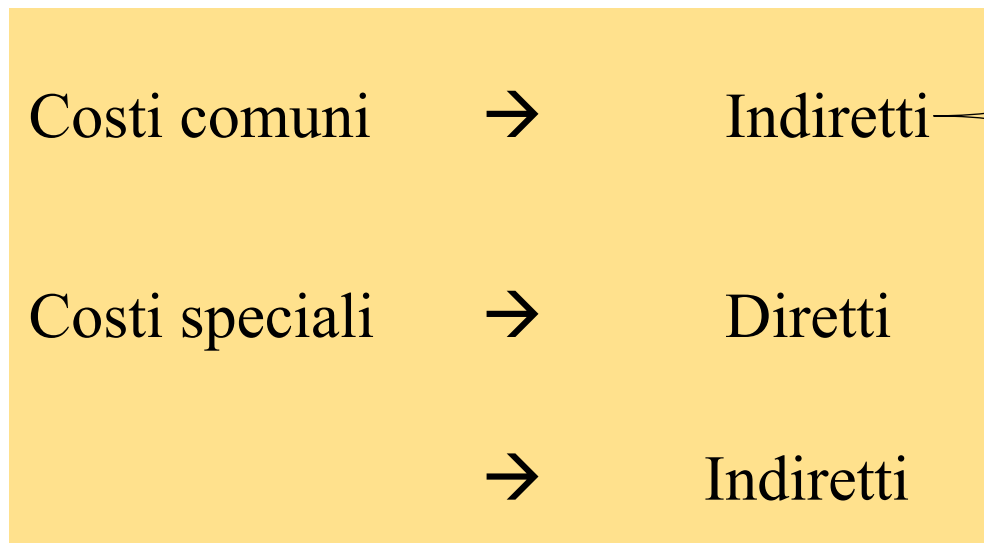 Costi comuni → Indiretti
Costi speciali → Diretti
→ Indiretti